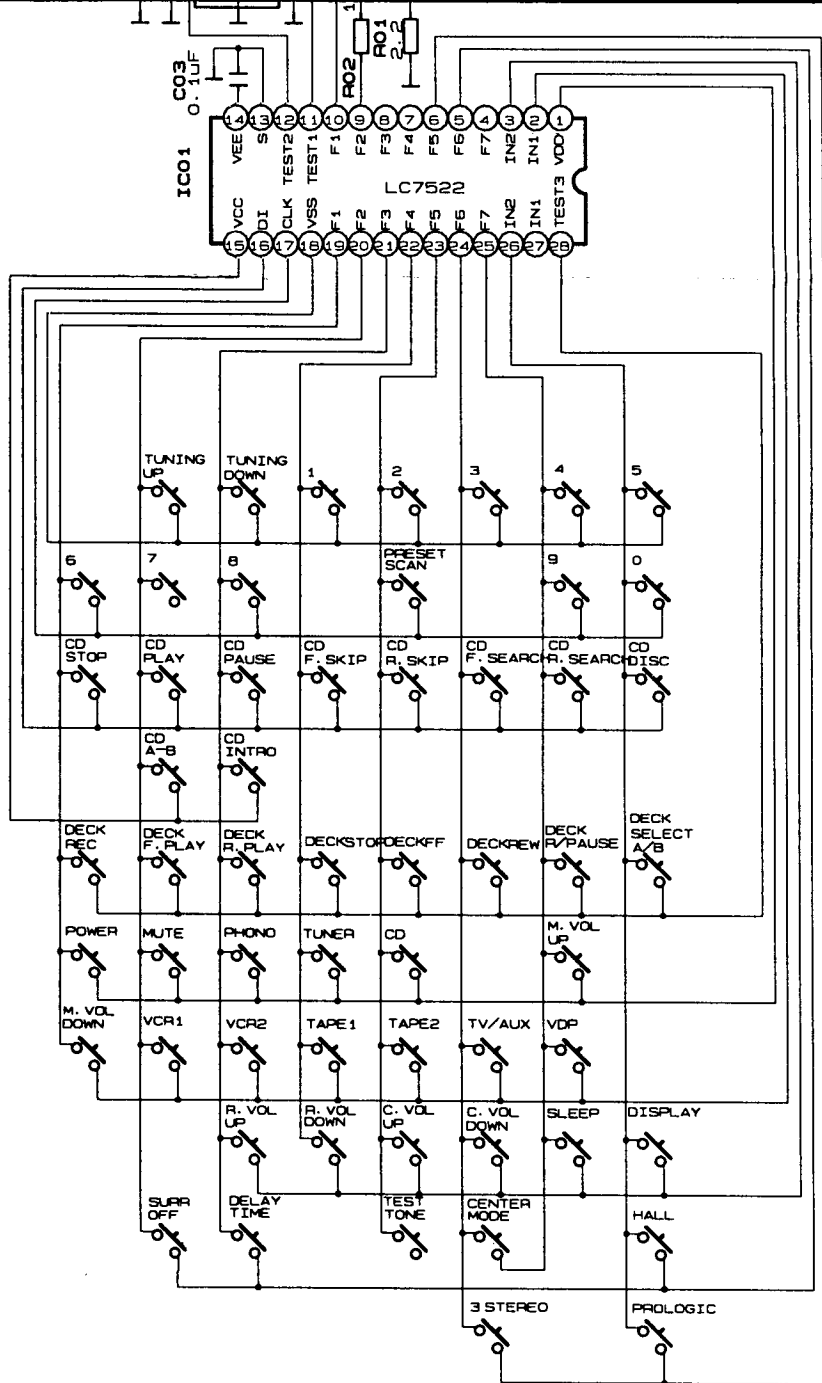 1
C03
0.1uF
R02
R01
2.2
IC01
14 13 12 11 10 9 8 7 6 5 4 3 2 1
VEE S TEST2 TEST1 F1 F2 F3 F4 F5 F6 F7 IN2 IN1 VDD
LC7522
VCC DI CLK VSS F1 F2 F3 F4 F5 F6 F7 IN2 IN1 TEST3
15 16 17 18 19 20 21 22 23 24 25 26 27 28
TUNING UP
TUNING DOWN
1
2
3
4
5
6
7
8
PRESET SCAN
9
0
CD STOP
CD PLAY
CD PAUSE
CD F. SKIP
CD R. SKIP
CD F. SEARCH
CD R. SEARCH
CD DISC
CD A-B
CD INTRO
DECK REC
DECK F. PLAY
DECK R. PLAY
DECKSTOP
DECKFF
DECKREW
DECK R/PAUSE
DECK SELECT A/B
POWER
MUTE
PHONO
TUNER
CD
M. VOL UP
M. VOL DOWN
VCR1
VCR2
TAPE1
TAPE2
TV/AUX
VDP
R. VOL UP
R. VOL DOWN
C. VOL UP
C. VOL DOWN
SLEEP
DISPLAY
SURR OFF
DELAY TIME
TEST TONE
CENTER MODE
HALL
3 STEREO
PROLOGIC